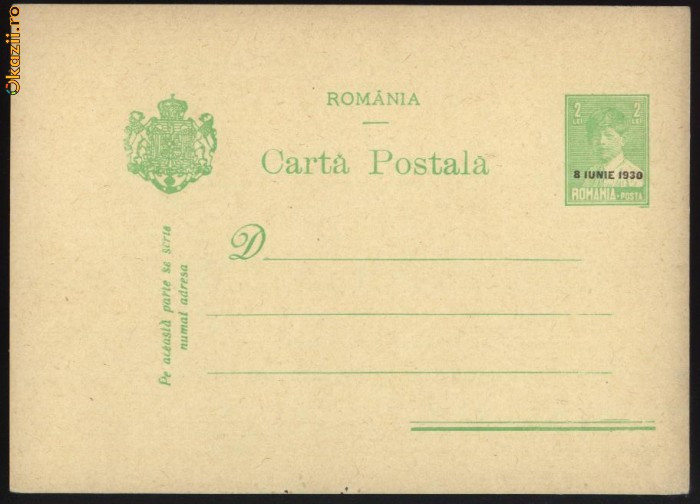 Okazii.ro
ROMÂNIA
Cartă Postală
2 2
LEI LEI
8 IUNIE 1930
ROMANIA-POSTA
D
Pe această parte se scrie
numai adresa